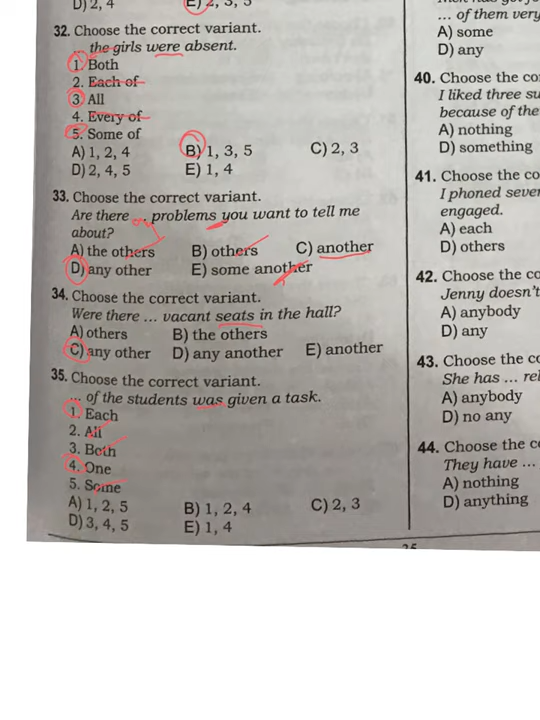 D) 2, 4 E) 2, 3, 5
32. Choose the correct variant.
... the girls were absent.
1. Both
2. Each of
3. All
4. Every of
5. Some of
A) 1, 2, 4 B) 1, 3, 5 C) 2, 3
D) 2, 4, 5 E) 1, 4
33. Choose the correct variant.
Are there ... problems you want to tell me
about?
A) the others B) others C) another
D) any other E) some another
34. Choose the correct variant.
Were there ... vacant seats in the hall?
A) others B) the others
C) any other D) any another E) another
35. Choose the correct variant.
... of the students was given a task.
1. Each
2. All
3. Both
4. One
5. Some
A) 1, 2, 5 B) 1, 2, 4 C) 2, 3
D) 3, 4, 5 E) 1, 4
... of them very
A) some
D) any
40. Choose the
I liked three
because of the
A) nothing
D) something
41. Choose the
I phoned
engaged.
A) each
D) others
42. Choose the
Jenny doesn't
A) anybody
D) any
43. Choose the
She has ...
A) anybody
D) no any
44. Choose the
They have ...
A) nothing
D) anything